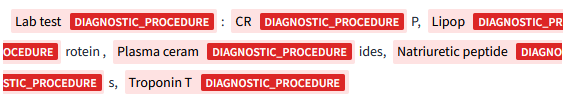 Lab test DIAGNOSTIC_PROCEDURE : CR DIAGNOSTIC_PROCEDURE P, Lipop DIAGNOSTIC_PR
OCEDURE rotein , Plasma ceram DIAGNOSTIC_PROCEDURE ides, Natriuretic peptide DIAGNO
STIC_PROCEDURE s, Troponin T DIAGNOSTIC_PROCEDURE